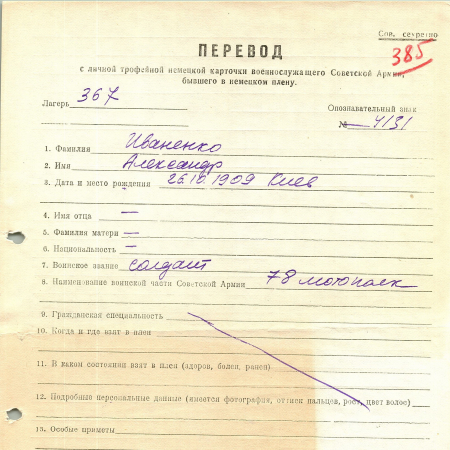 Сов. секретно
385
ПЕРЕВОД
с личной трофейной немецкой карточки военнослужащего Советской Армии,
бывшего в немецком плену.
Лагерь 367
Опознавательный знак
№ 4131
1. Фамилия Иваненко
2. Имя Александр
3. Дата и место рождения 26.10.1909 Киев
4. Имя отца —
5. Фамилия матери —
6. Национальность —
7. Воинское звание солдат
8. Наименование воинской части Советской Армии 78 мотополк
9. Гражданская специальность
10. Когда и где взят в плен
11. В каком состоянии взят в плен (здоров, болен, ранен)
12. Подробные персональные данные (имеется фотография, оттиск пальцев, рост, цвет волос)
13. Особые приметы